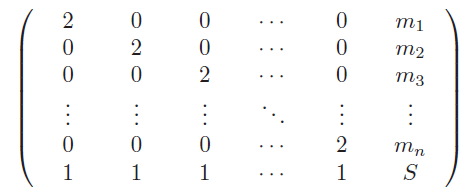 2 0 0 ⋯ 0 m₁
0 2 0 ⋯ 0 m₂
0 0 2 ⋯ 0 m₃
⋮ ⋮ ⋮ ⋱ ⋮ ⋮
0 0 0 ⋯ 2 mₙ
1 1 1 ⋯ 1 S